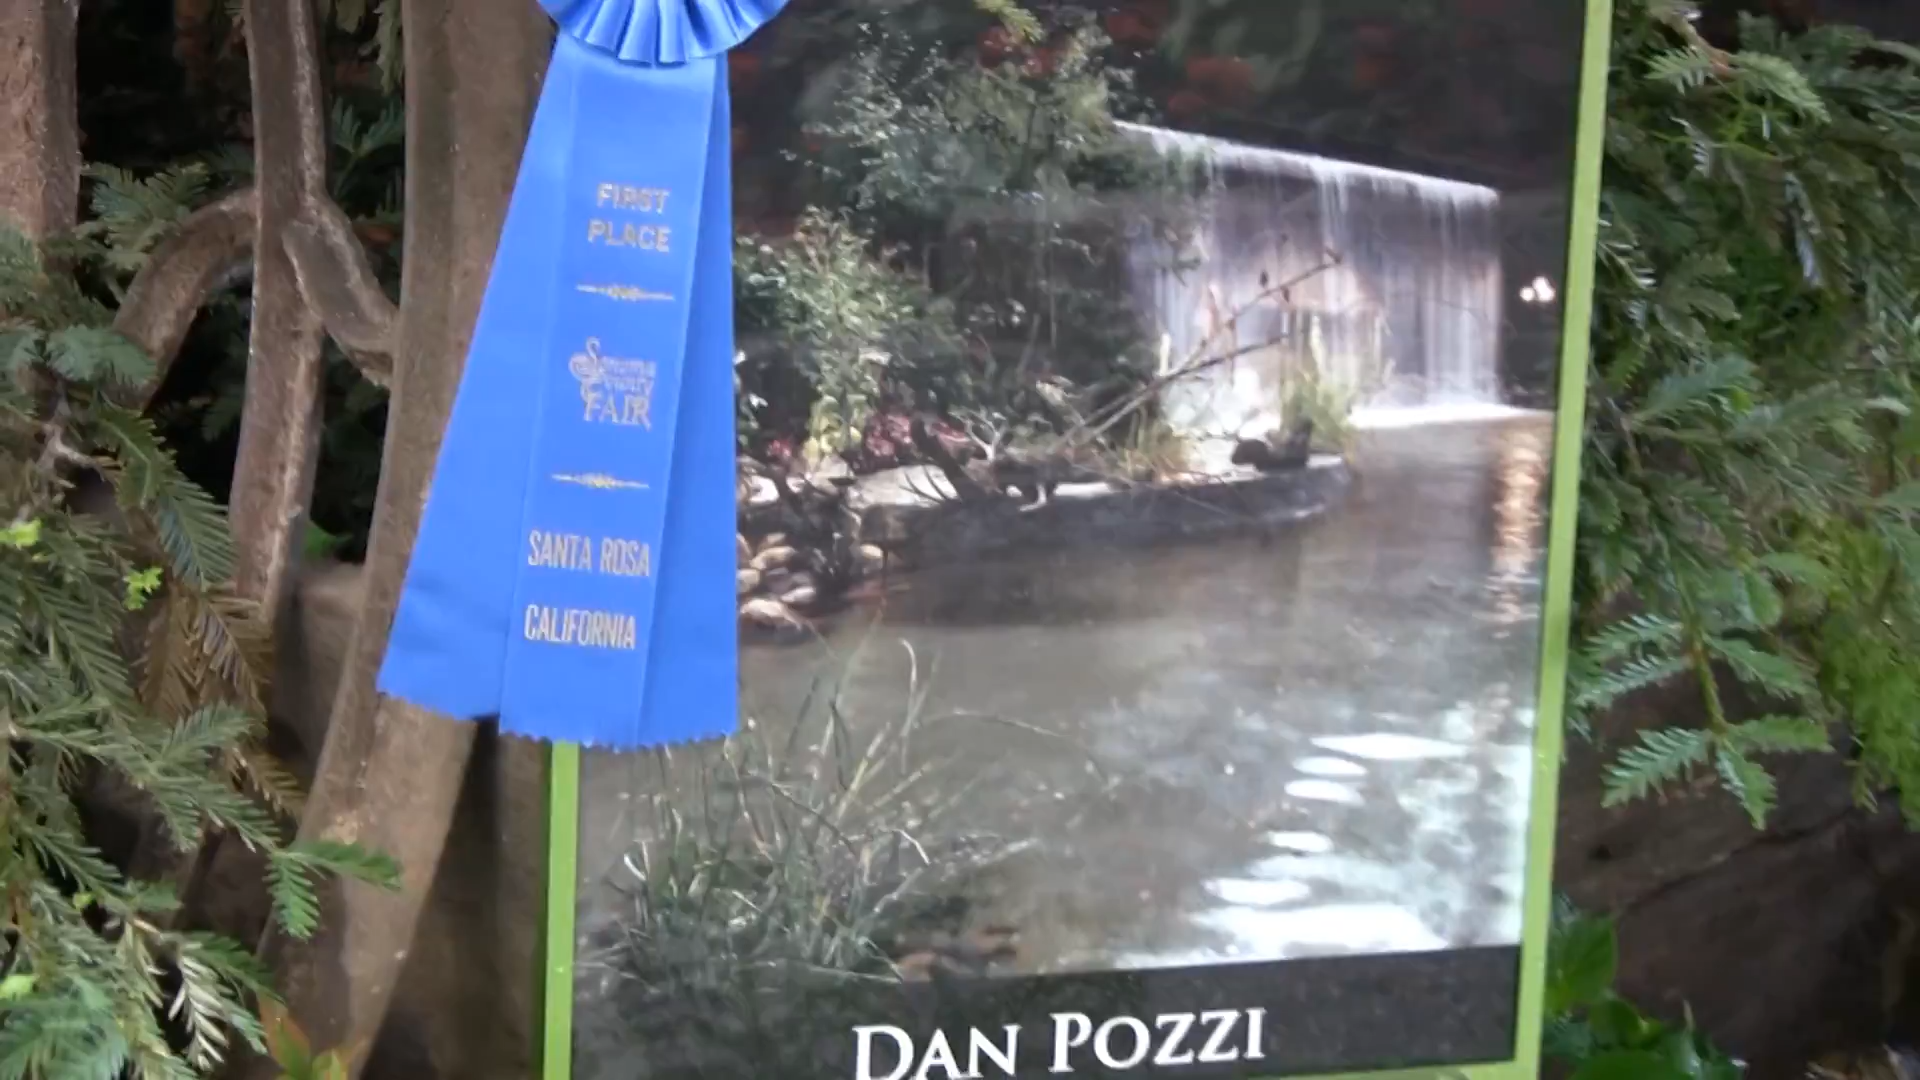 FIRST
PLACE
Sonoma
County
FAIR
SANTA ROSA
CALIFORNIA
DAN POZZI